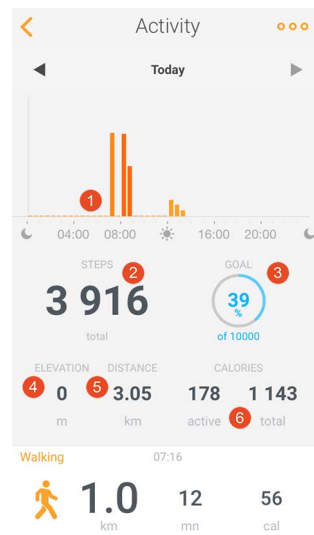 Activity
Today
1
04:00 08:00 16:00 20:00
STEPS
2
3 916
total
GOAL
3
39
%
of 10000
ELEVATION DISTANCE CALORIES
4 0 5 3.05 178 1 143
m km active 6 total
Walking 07:16
1.0 12 56
km mn cal